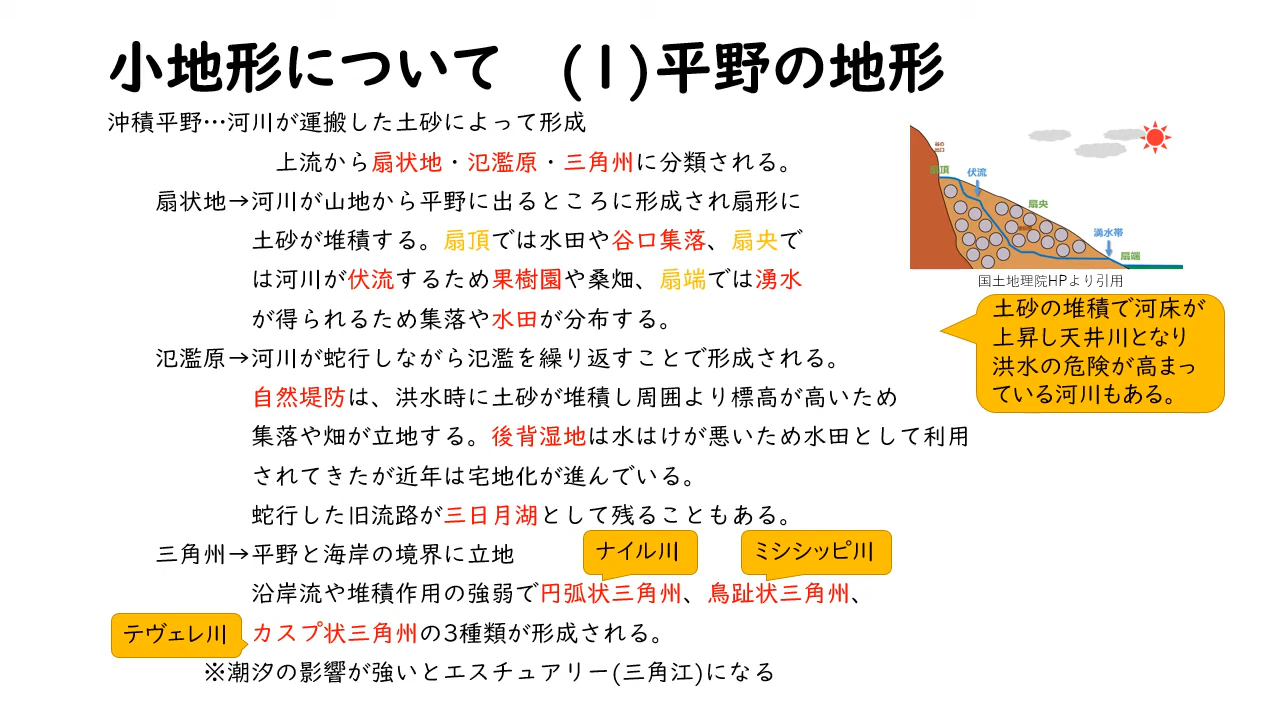 小地形について　(1)平野の地形
沖積平野…河川が運搬した土砂によって形成
上流から扇状地・氾濫原・三角州に分類される。
扇状地→河川が山地から平野に出るところに形成され扇形に
土砂が堆積する。扇頂では水田や谷口集落、扇央で
は河川が伏流するため果樹園や桑畑、扇端では湧水
が得られるため集落や水田が分布する。
氾濫原→河川が蛇行しながら氾濫を繰り返すことで形成される。
自然堤防は、洪水時に土砂が堆積し周囲より標高が高いため
集落や畑が立地する。後背湿地は水はけが悪いため水田として利用
されてきたが近年は宅地化が進んでいる。
蛇行した旧流路が三日月湖として残ることもある。
三角州→平野と海岸の境界に立地
ナイル川
ミシシッピ川
沿岸流や堆積作用の強弱で円弧状三角州、鳥趾状三角州、
テヴェレ川
カスプ状三角州の3種類が形成される。
※潮汐の影響が強いとエスチュアリー(三角江)になる
谷の
出口
扇頂
伏流
扇央
湧水帯
扇端
国土地理院HPより引用
土砂の堆積で河床が
上昇し天井川となり
洪水の危険が高まっ
ている河川もある。